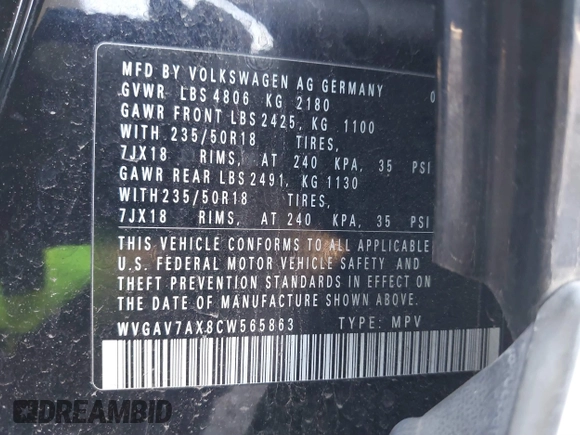 MFD BY VOLKSWAGEN AG GERMANY 0
GVWR LBS 4806 KG 2180
GAWR FRONT LBS 2425, KG 1100
WITH 235/50R18 TIRES,
7JX18 RIMS, AT 240 KPA, 35 PSI
GAWR REAR LBS 2491, KG 1130
WITH 235/50R18 TIRES,
7JX18 RIMS, AT 240 KPA, 35 PSI
THIS VEHICLE CONFORMS TO ALL APPLICABLE
U.S. FEDERAL MOTOR VEHICLE SAFETY AND
THEFT PREVENTION STANDARDS IN EFFECT ON
THE DATE OF MANUFACTURE SHOWN ABOVE.
WVGAV7AX8CW565863 TYPE: MPV
DREAMBID